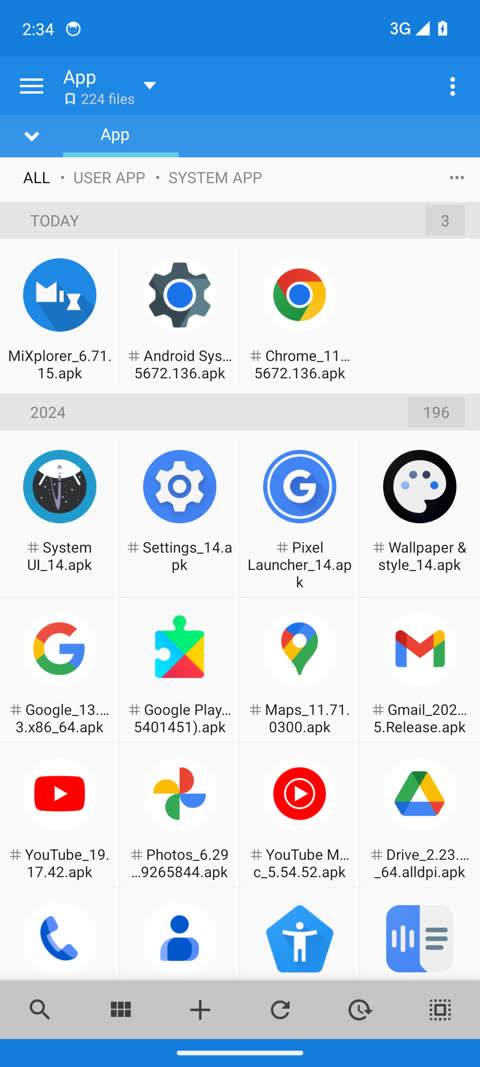 2:34
3G
App
224 files
App
ALL • USER APP • SYSTEM APP
TODAY
3
MiXplorer_6.71.
15.apk
# Android Sys…
5672.136.apk
# Chrome_11…
5672.136.apk
2024
196
# System
UI_14.apk
# Settings_14.a
pk
# Pixel
Launcher_14.ap
k
# Wallpaper &
style_14.apk
# Google_13.…
3.x86_64.apk
# Google Play…
5401451).apk
# Maps_11.71.
0300.apk
# Gmail_202…
5.Release.apk
# YouTube_19.
17.42.apk
# Photos_6.29
…9265844.apk
# YouTube M…
c_5.54.52.apk
# Drive_2.23.…
_64.alldpi.apk